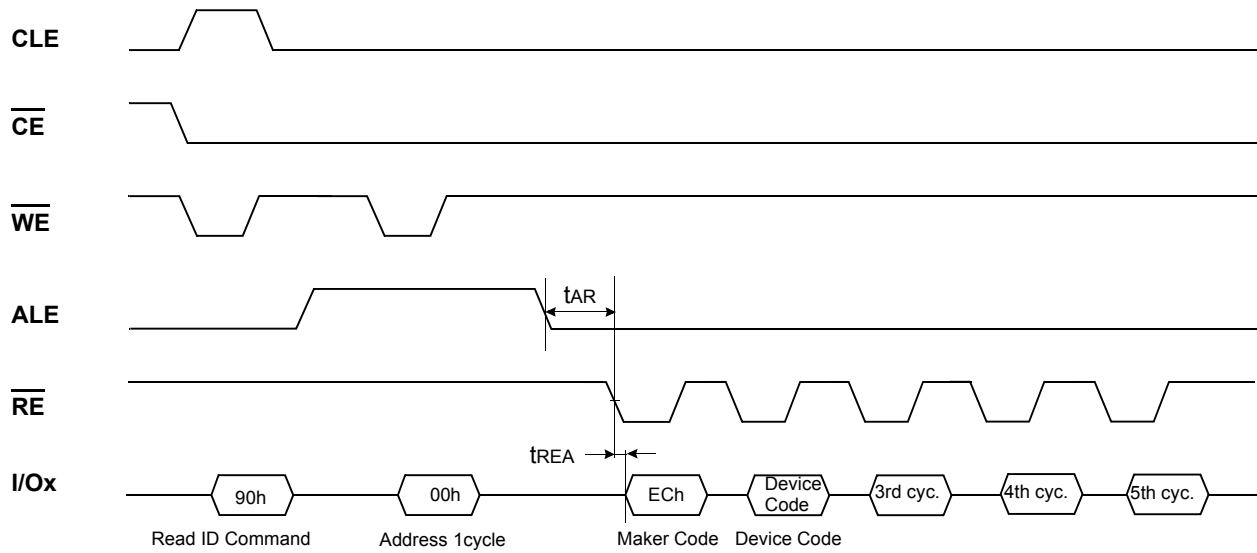 CLE
CE
WE
ALE
tAR
RE
tREA
I/Ox
90h
00h
ECh
Device
Code
3rd cyc.
4th cyc.
5th cyc.
Read ID Command
Address 1cycle
Maker Code
Device Code